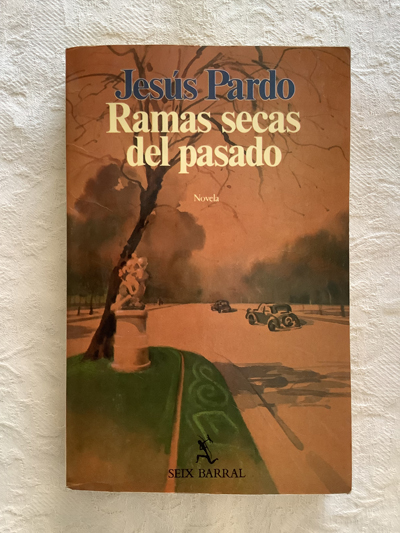 Jesús Pardo
Ramas secas
del pasado
Novela
SEIX BARRAL